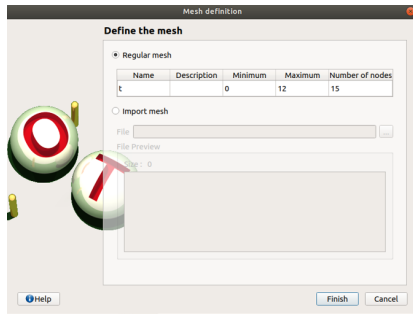 Mesh definition
Define the mesh
Regular mesh
Name Description Minimum Maximum Number of nodes
t 0 12 15
Import mesh
File ...
File Preview
Size : 0
O
T
Help Finish Cancel